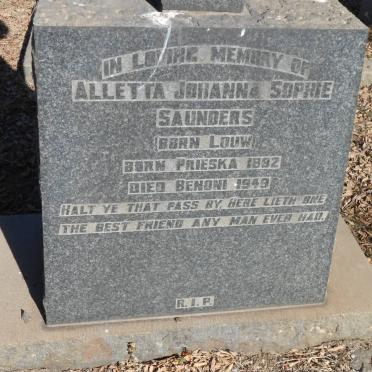 IN LOVING MEMORY OF
ALLETTA JOHANNA SOPHIE
SAUNDERS
(BORN LOUW)
BORN PRIESKA 1892
DIED BENONI 1949
HALT YE THAT PASS BY, HERE LIETH ONE
THE BEST FRIEND ANY MAN EVER HAD.
R.I.P.